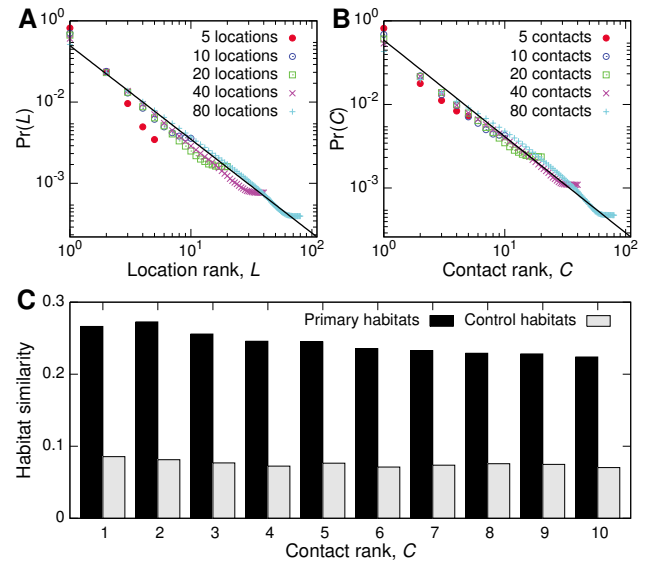 A
10^0
10^-2
10^-3
10^0
10^1
10^2
Pr(L)
Location rank, L
5 locations
10 locations
20 locations
40 locations
80 locations
B
10^0
10^-2
10^-3
10^0
10^1
10^2
Pr(C)
Contact rank, C
5 contacts
10 contacts
20 contacts
40 contacts
80 contacts
C
0.3
0.2
0.1
0
Habitat similarity
Primary habitats
Control habitats
1 2 3 4 5 6 7 8 9 10
Contact rank, C